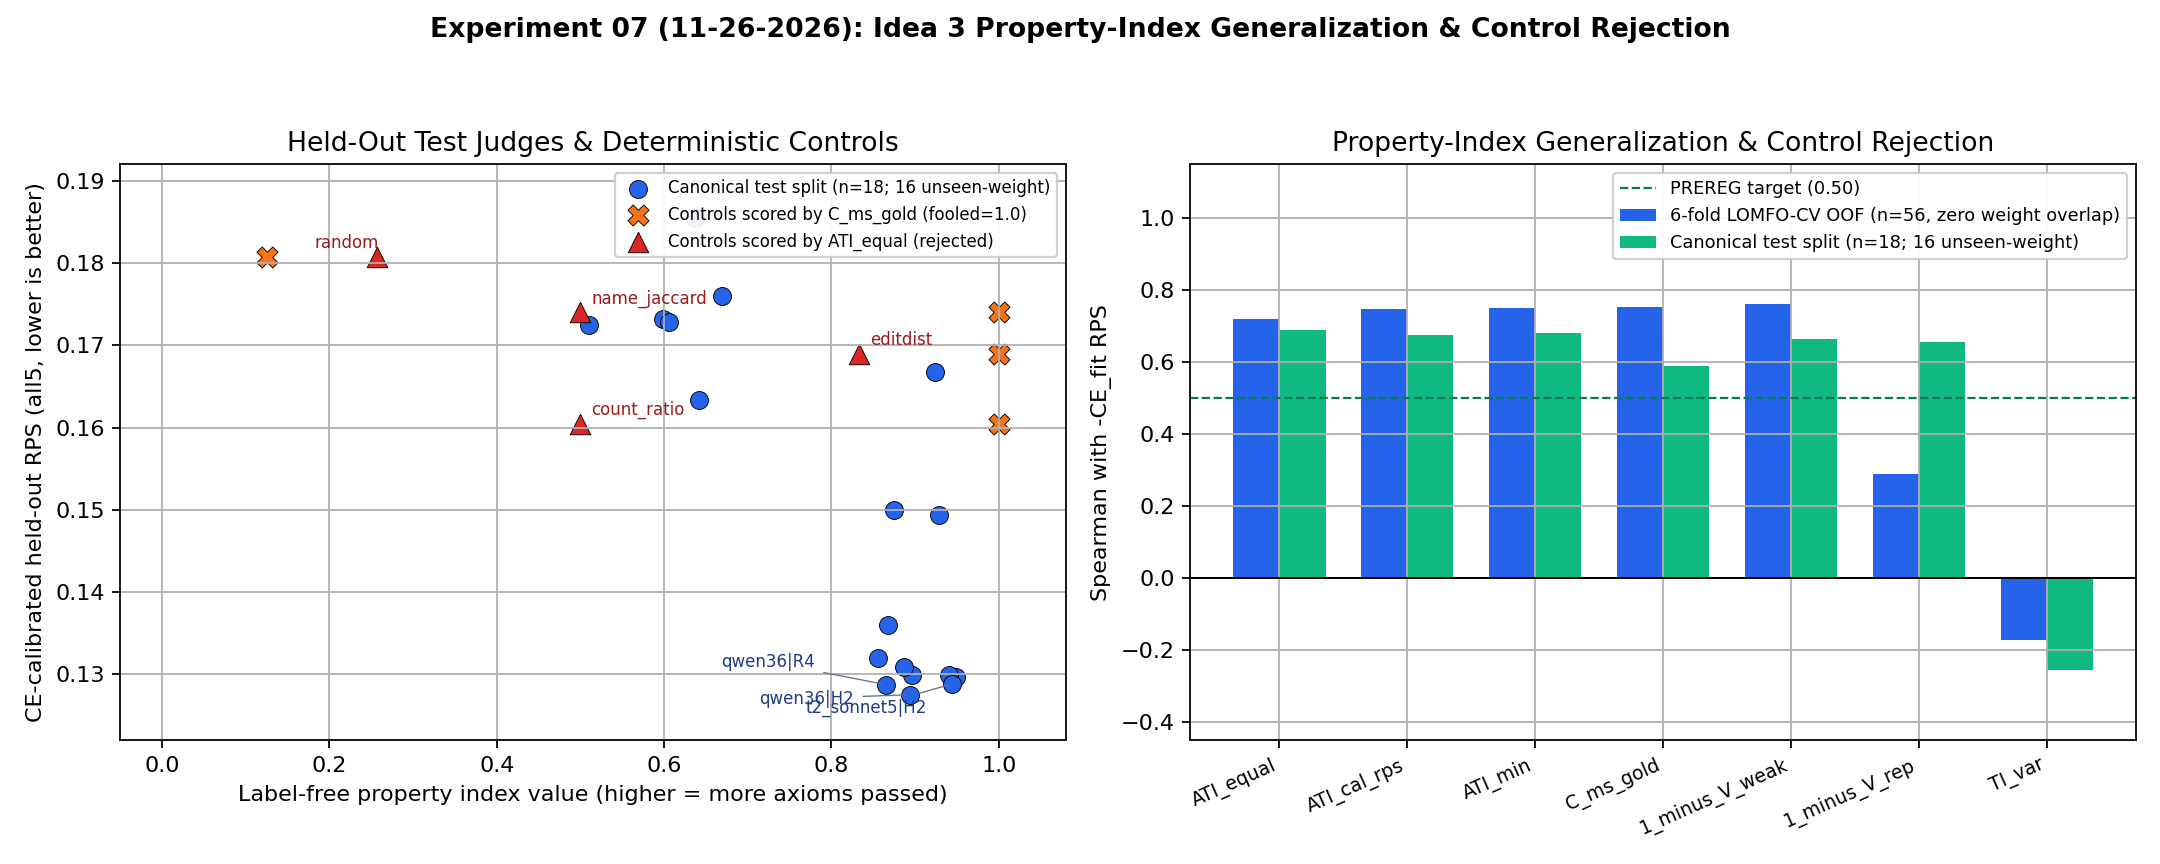 Experiment 07 (11-26-2026): Idea 3 Property-Index Generalization & Control Rejection
Held-Out Test Judges & Deterministic Controls
CE-calibrated held-out RPS (all5, lower is better)
0.19
0.18
0.17
0.16
0.15
0.14
0.13
Canonical test split (n=18; 16 unseen-weight)
Controls scored by C_ms_gold (fooled=1.0)
Controls scored by ATI_equal (rejected)
random
name_jaccard
editdist
count_ratio
qwen36|R4
qwen36|H2
t2_sonnet5|H2
0.0
0.2
0.4
0.6
0.8
1.0
Label-free property index value (higher = more axioms passed)
Property-Index Generalization & Control Rejection
Spearman with -CE_fit RPS
1.0
0.8
0.6
0.4
0.2
0.0
−0.2
−0.4
PREREG target (0.50)
6-fold LOMFO-CV OOF (n=56, zero weight overlap)
Canonical test split (n=18; 16 unseen-weight)
ATI_equal
ATI_cal_rps
ATI_min
C_ms_gold
1_minus_V_weak
1_minus_V_rep
TI_var